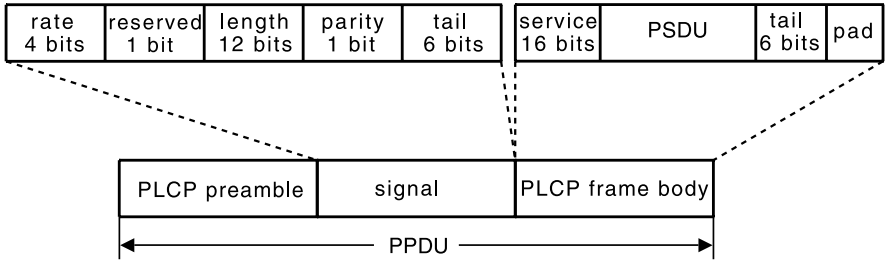 rate reserved length parity tail service PSDU tail pad
4 bits 1 bit 12 bits 1 bit 6 bits 16 bits 6 bits
PLCP preamble signal PLCP frame body
PPDU